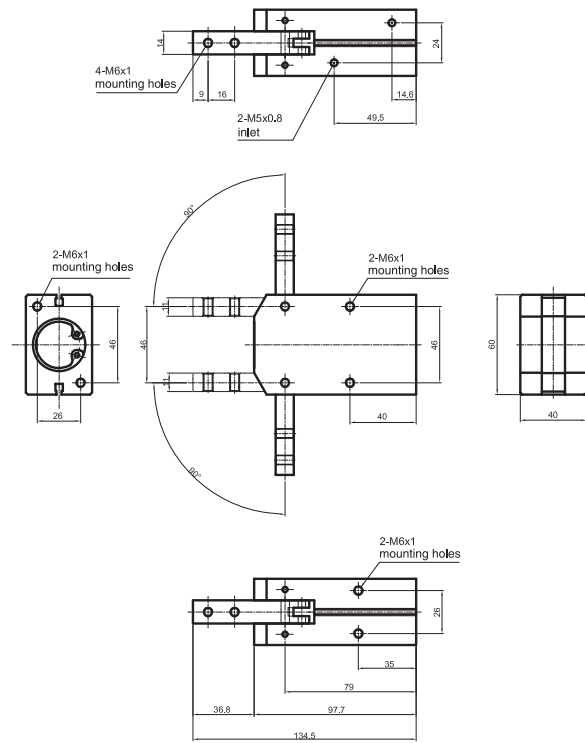 14
4-M6x1
mounting holes
9
16
2-M5x0.8
inlet
24
14.6
49.5
90°
2-M6x1
mounting holes
2-M6x1
mounting holes
11
46
46
46
60
11
26
40
40
90°
2-M6x1
mounting holes
26
35
79
36.8
97.7
134.5